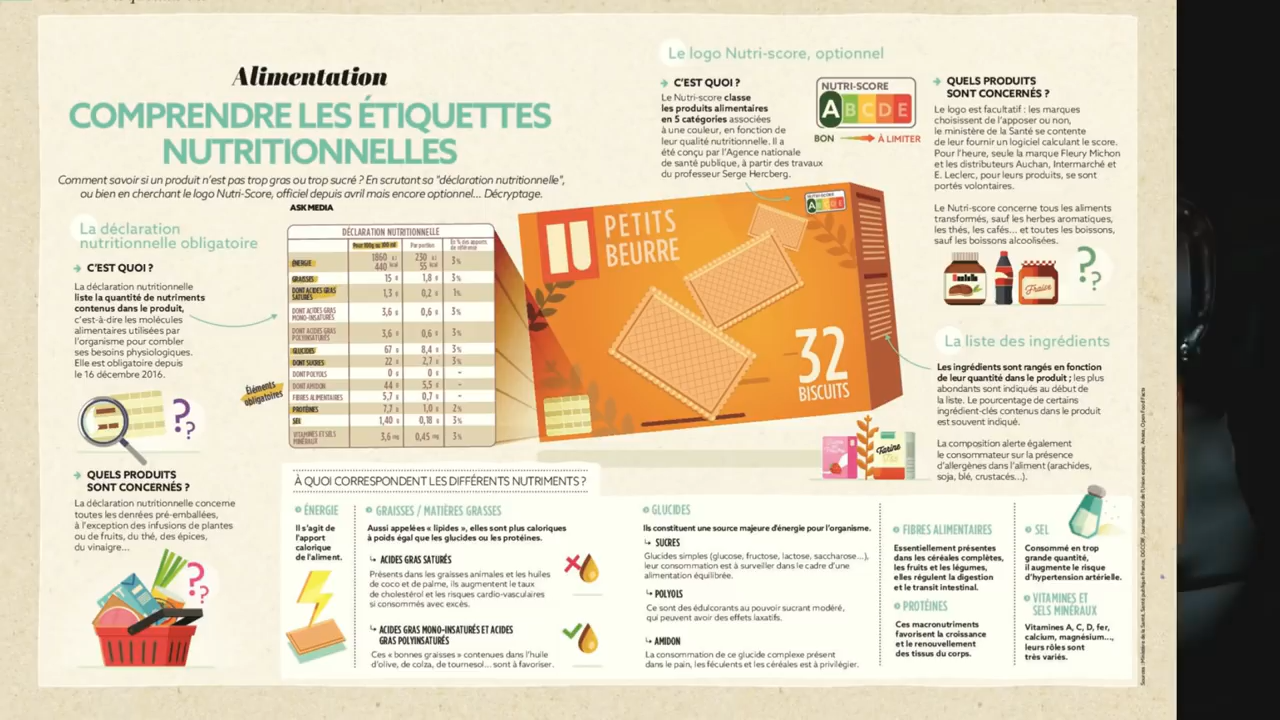 Alimentation
COMPRENDRE LES ÉTIQUETTES
NUTRITIONNELLES
Comment savoir si un produit n'est pas trop gras ou trop sucré ? En scrutant sa "déclaration nutritionnelle",
ou bien en cherchant le logo Nutri-Score, officiel depuis avril mais encore optionnel... Décryptage.
ASKMEDIA
La déclaration
nutritionnelle obligatoire
C'EST QUOI ?
La déclaration nutritionnelle
liste la quantité de nutriments
contenus dans le produit,
c'est-à-dire les molécules
alimentaires utilisées par
l'organisme pour combler
ses besoins physiologiques.
Elle est obligatoire depuis
le 16 décembre 2016.
QUELS PRODUITS
SONT CONCERNÉS ?
La déclaration nutritionnelle concerne
toutes les denrées pré-emballées,
à l'exception des infusions de plantes
ou de fruits, du thé, des épices,
du vinaigre...
DÉCLARATION NUTRITIONNELLE
Pour 100g ou 100 ml Par portion En % des apports de référence
ÉNERGIE 1860 kJ 440 kcal 230 kJ 55 kcal 3%
GRAISSES 15 g 1,8 g 3%
DONT ACIDES GRAS SATURÉS 1,3 g 0,2 g 1%
DONT ACIDES GRAS MONO-INSATURÉS 3,6 g 0,6 g 3%
DONT ACIDES GRAS POLYINSATURÉS 3,6 g 0,6 g 3%
GLUCIDES 67 g 8,4 g 3%
DONT SUCRES 22 g 2,7 g 3%
DONT POLYOLS 0 g 0 g -
DONT AMIDON 44 g 5,5 g -
FIBRES ALIMENTAIRES 5,7 g 0,7 g -
PROTÉINES 7,7 g 1,0 g 2%
SEL 1,40 g 0,18 g 3%
VITAMINES ET SELS MINÉRAUX 3,6 mg 0,45 mg 3%
Éléments
obligatoires
PETITS
BEURRE
32
BISCUITS
NUTRI-SCORE
ABCDE
Le logo Nutri-score, optionnel
C'EST QUOI ?
Le Nutri-score classe
les produits alimentaires
en 5 catégories associées
à une couleur, en fonction de
leur qualité nutritionnelle. Il a
été conçu par l'Agence nationale
de santé publique, à partir des travaux
du professeur Serge Hercberg.
NUTRI-SCORE
ABCDE
BON À LIMITER
QUELS PRODUITS
SONT CONCERNÉS ?
Le logo est facultatif : les marques
choisissent de l'apposer ou non,
le ministère de la Santé se contente
de leur fournir un logiciel calculant le score.
Pour l'heure, seule la marque Fleury Michon
et les distributeurs Auchan, Intermarché et
E. Leclerc, pour leurs produits, se sont
portés volontaires.
Le Nutri-score concerne tous les aliments
transformés, sauf les herbes aromatiques,
les thés, les cafés... et toutes les boissons,
sauf les boissons alcoolisées.
Fraise
La liste des ingrédients
Les ingrédients sont rangés en fonction
de leur quantité dans le produit ; les plus
abondants sont indiqués au début de
la liste. Le pourcentage de certains
ingrédient-clés contenus dans le produit
est souvent indiqué.
La composition alerte également
le consommateur sur la présence
d'allergènes dans l'aliment (arachides,
soja, blé, crustacés...).
Farine
À QUOI CORRESPONDENT LES DIFFÉRENTS NUTRIMENTS ?
ÉNERGIE
Il s'agit de
l'apport
calorique
de l'aliment.
GRAISSES / MATIÈRES GRASSES
Aussi appelées « lipides », elles sont plus caloriques
à poids égal que les glucides ou les protéines.
ACIDES GRAS SATURÉS
Présents dans les graisses animales et les huiles
de coco et de palme, ils augmentent le taux
de cholestérol et les risques cardio-vasculaires
si consommés avec excès.
ACIDES GRAS MONO-INSATURÉS ET ACIDES
GRAS POLYINSATURÉS
Ces « bonnes graisses » contenues dans l'huile
d'olive, de colza, de tournesol... sont à favoriser.
GLUCIDES
Ils constituent une source majeure d'énergie pour l'organisme.
SUCRES
Glucides simples (glucose, fructose, lactose, saccharose...),
leur consommation est à surveiller dans le cadre d'une
alimentation équilibrée.
POLYOLS
Ce sont des édulcorants au pouvoir sucrant modéré,
qui peuvent avoir des effets laxatifs.
AMIDON
La consommation de ce glucide complexe présent
dans le pain, les féculents et les céréales est à privilégier.
FIBRES ALIMENTAIRES
Essentiellement présentes
dans les céréales complètes,
les fruits et les légumes,
elles régulent la digestion
et le transit intestinal.
PROTÉINES
Ces macronutriments
favorisent la croissance
et le renouvellement
des tissus du corps.
SEL
Consommé en trop
grande quantité,
il augmente le risque
d'hypertension artérielle.
VITAMINES ET
SELS MINÉRAUX
Vitamines A, C, D, fer,
calcium, magnésium...,
leurs rôles sont
très variés.